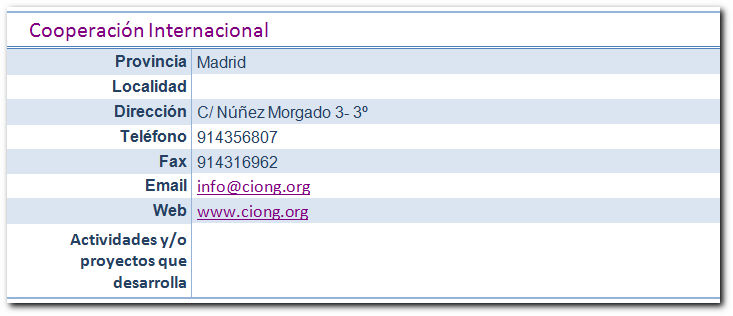 Cooperación Internacional
Provincia Madrid
Localidad
Dirección C/ Núñez Morgado 3- 3º
Teléfono 914356807
Fax 914316962
Email info@ciong.org
Web www.ciong.org
Actividades y/o
proyectos que
desarrolla